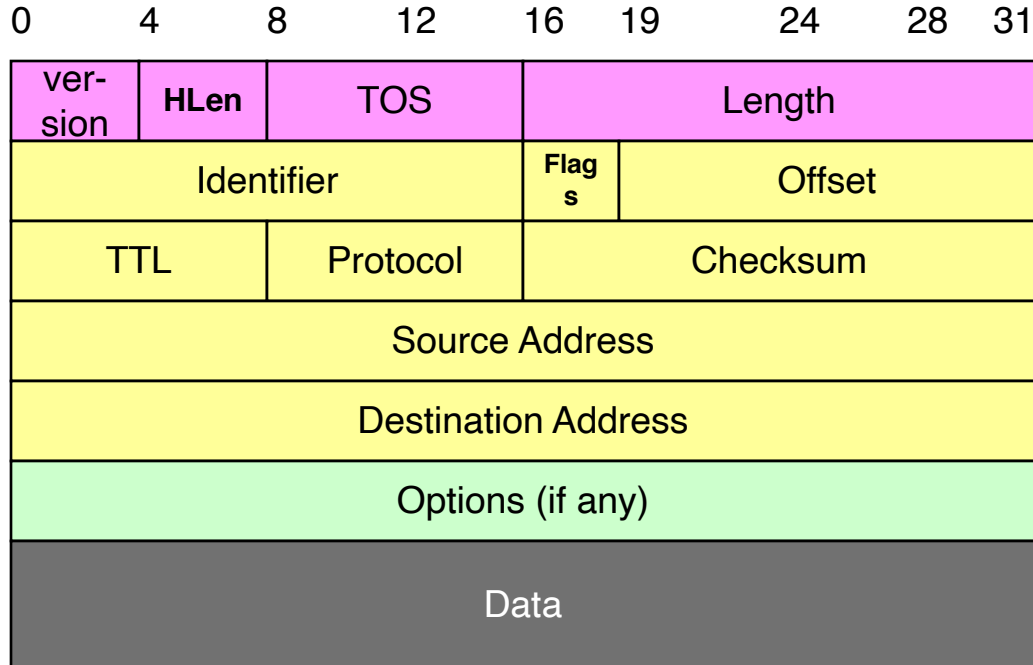 0 4 8 12 16 19 24 28 31
ver-
sion
HLen
TOS
Length
Identifier
Flag
s
Offset
TTL
Protocol
Checksum
Source Address
Destination Address
Options (if any)
Data